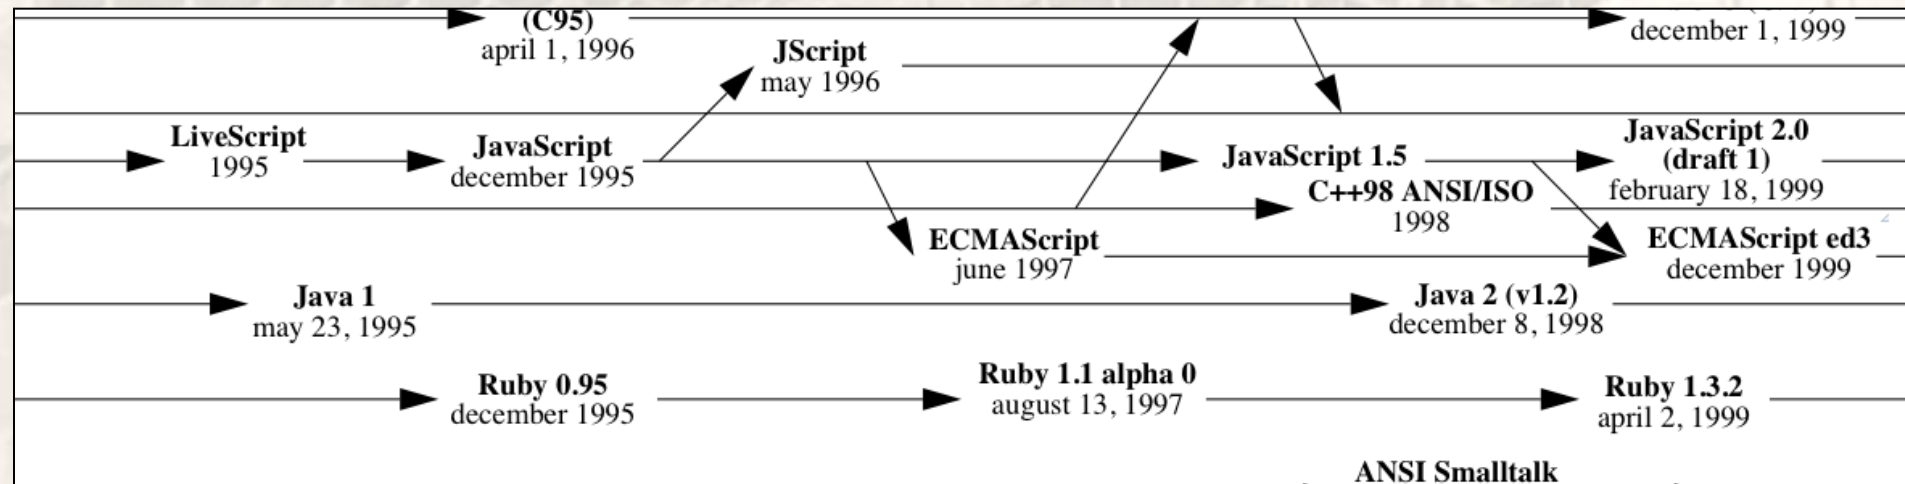 (C95)
april 1, 1996
december 1, 1999
JScript
may 1996
LiveScript
1995
JavaScript
december 1995
JavaScript 1.5
JavaScript 2.0
(draft 1)
february 18, 1999
C++98 ANSI/ISO
1998
ECMAScript
june 1997
ECMAScript ed3
december 1999
Java 1
may 23, 1995
Java 2 (v1.2)
december 8, 1998
Ruby 0.95
december 1995
Ruby 1.1 alpha 0
august 13, 1997
Ruby 1.3.2
april 2, 1999
ANSI Smalltalk